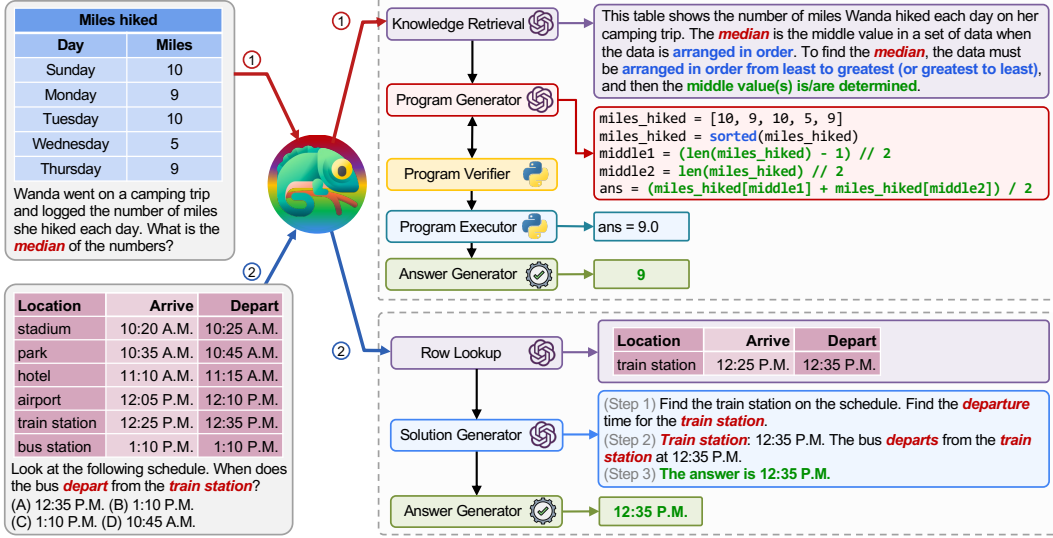 Miles hiked
Day Miles
Sunday 10
Monday 9
Tuesday 10
Wednesday 5
Thursday 9
Wanda went on a camping trip
and logged the number of miles
she hiked each day. What is the
median of the numbers?
①
②
Location Arrive Depart
stadium 10:20 A.M. 10:25 A.M.
park 10:35 A.M. 10:45 A.M.
hotel 11:10 A.M. 11:15 A.M.
airport 12:05 P.M. 12:10 P.M.
train station 12:25 P.M. 12:35 P.M.
bus station 1:10 P.M. 1:10 P.M.
Look at the following schedule. When does
the bus depart from the train station?
(A) 12:35 P.M. (B) 1:10 P.M.
(C) 1:10 P.M. (D) 10:45 A.M.
①
Knowledge Retrieval
This table shows the number of miles Wanda hiked each day on her
camping trip. The median is the middle value in a set of data when
the data is arranged in order. To find the median, the data must
be arranged in order from least to greatest (or greatest to least),
and then the middle value(s) is/are determined.
Program Generator
miles_hiked = [10, 9, 10, 5, 9]
miles_hiked = sorted(miles_hiked)
middle1 = (len(miles_hiked) - 1) // 2
middle2 = len(miles_hiked) // 2
ans = (miles_hiked[middle1] + miles_hiked[middle2]) / 2
Program Verifier
Program Executor
ans = 9.0
Answer Generator
9
②
Row Lookup
Location Arrive Depart
train station 12:25 P.M. 12:35 P.M.
Solution Generator
(Step 1) Find the train station on the schedule. Find the departure
time for the train station.
(Step 2) Train station: 12:35 P.M. The bus departs from the train
station at 12:35 P.M.
(Step 3) The answer is 12:35 P.M.
Answer Generator
12:35 P.M.